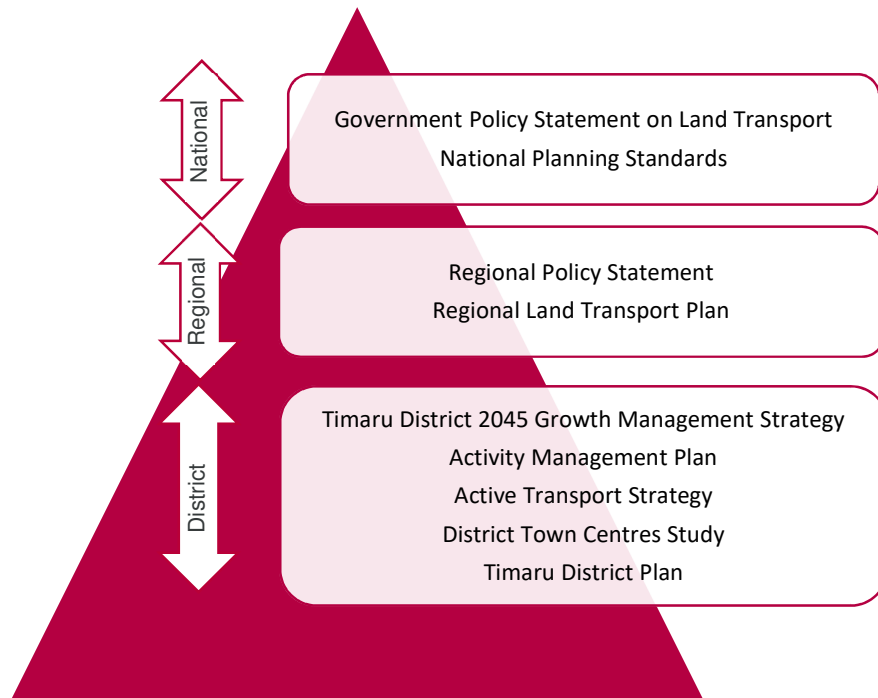 National
Government Policy Statement on Land Transport
National Planning Standards
Regional
Regional Policy Statement
Regional Land Transport Plan
District
Timaru District 2045 Growth Management Strategy
Activity Management Plan
Active Transport Strategy
District Town Centres Study
Timaru District Plan